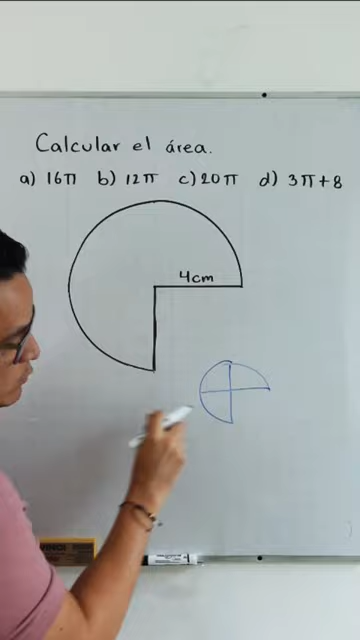 Calcular el área.
a) 16π b) 12π c) 20π d) 3π+8
4cm